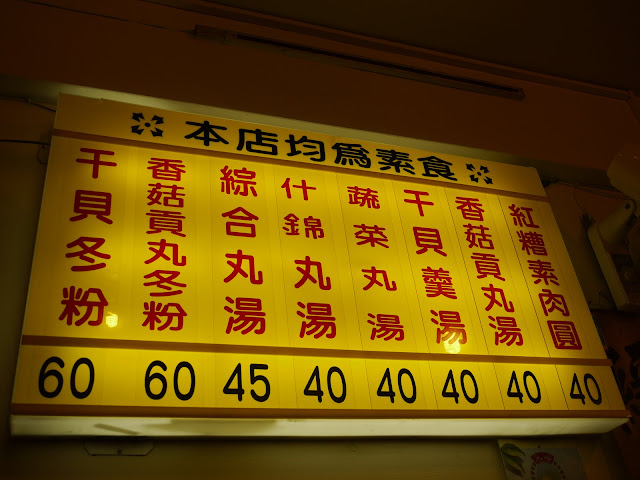 本店均為素食
紅糟素肉圓 40
香菇貢丸湯 40
干貝羹湯 40
蔬菜丸湯 40
什錦丸湯 40
綜合丸湯 45
香菇貢丸冬粉 60
干貝冬粉 60